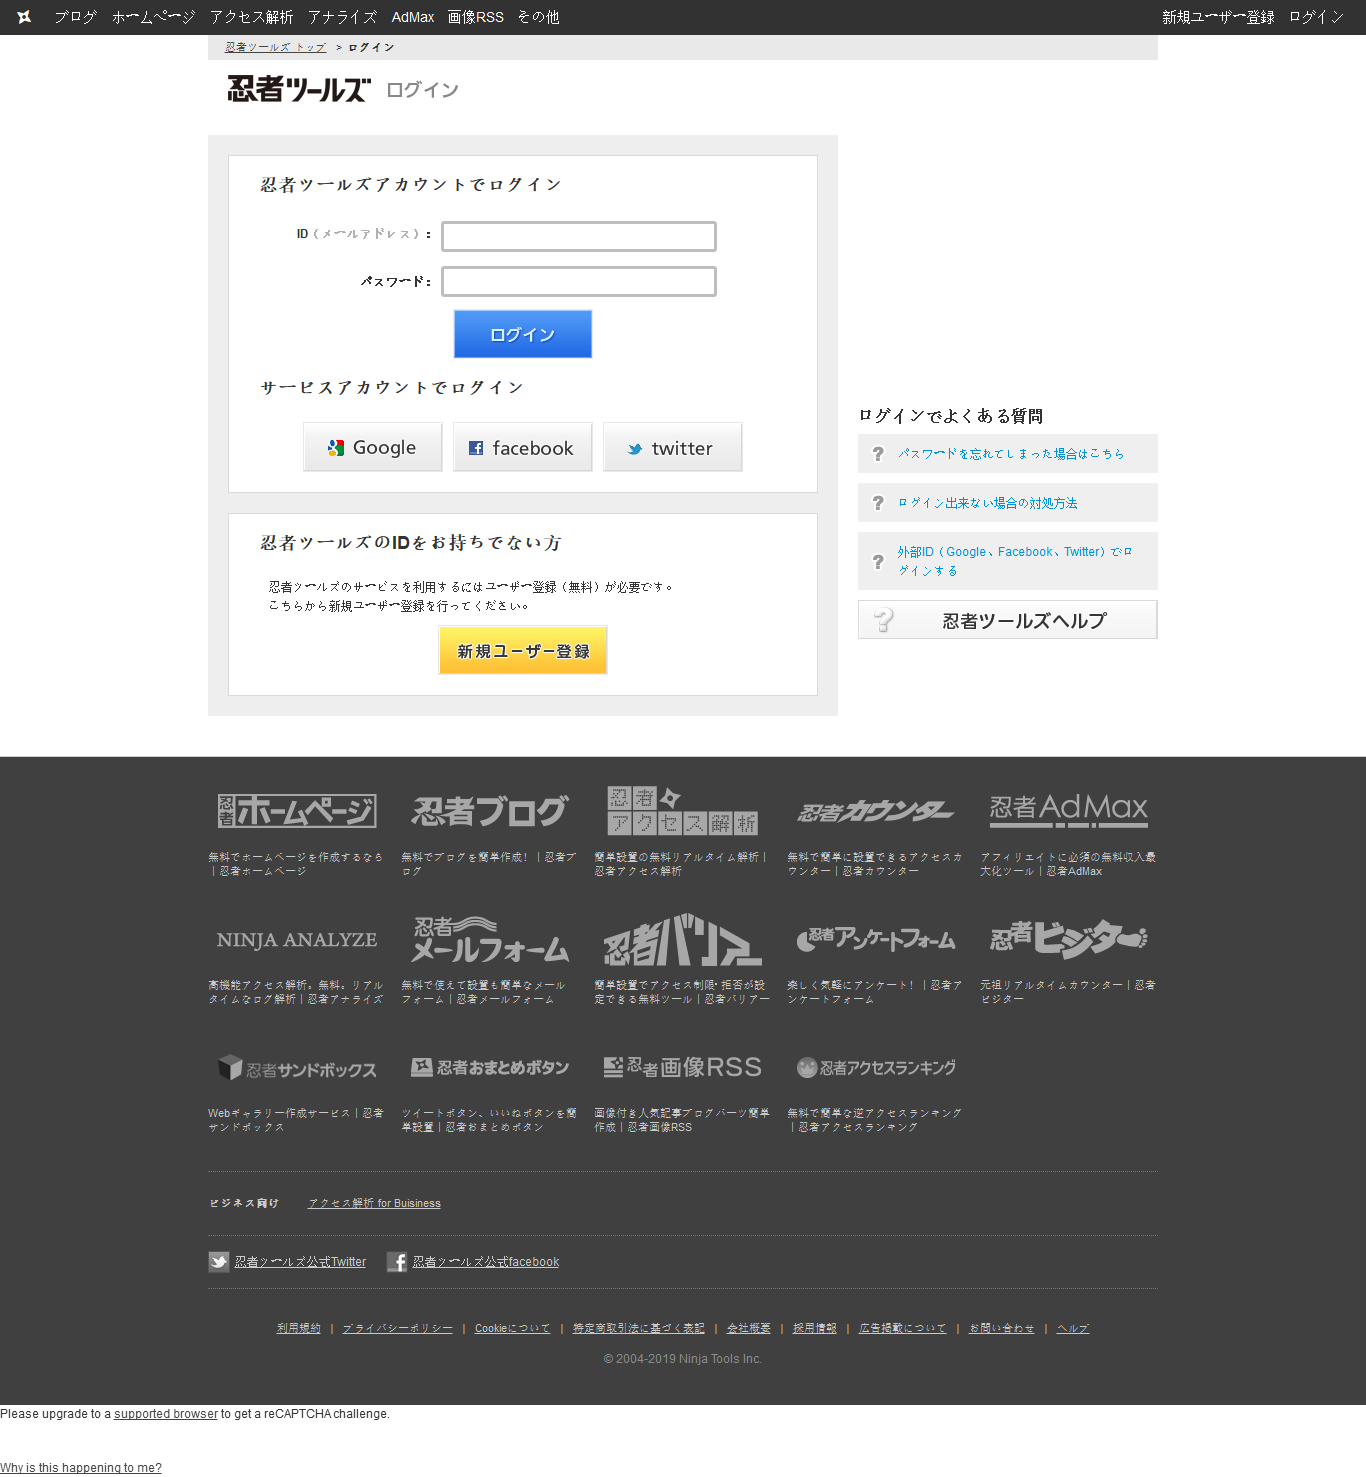 ブログ ホームページ アクセス解析 アナライズ AdMax 画像RSS その他 新規ユーザー登録 ログイン
忍者ツールズ トップ > ログイン
忍者ツールズ ログイン
忍者ツールズアカウントでログイン
ID（メールアドレス）：
パスワード：
ログイン
サービスアカウントでログイン
Google facebook twitter
忍者ツールズのIDをお持ちでない方
忍者ツールズのサービスを利用するにはユーザー登録（無料）が必要です。
こちらから新規ユーザー登録を行ってください。
新規ユーザー登録
ログインでよくある質問
? パスワードを忘れてしまった場合はこちら
? ログイン出来ない場合の対処方法
? 外部ID（Google、Facebook、Twitter）でロ
グインする
? 忍者ツールズヘルプ
忍者ホームページ 忍者ブログ 忍者アクセス解析 忍者カウンター 忍者AdMax
無料でホームページを作成するなら 無料でブログを簡単作成！｜忍者ブ 簡単設置の無料リアルタイム解析｜ 無料で簡単に設置できるアクセスカ アフィリエイトに必須の無料収入最
｜忍者ホームページ ログ 忍者アクセス解析 ウンター｜忍者カウンター 大化ツール｜忍者AdMax
NINJA ANALYZE 忍者メールフォーム 忍者バリアー 忍者アンケートフォーム 忍者ビジター
高機能アクセス解析。無料。リアル 無料で使えて設置も簡単なメール 簡単設置でアクセス制限・拒否が設 楽しく気軽にアンケート！｜忍者ア 元祖リアルタイムカウンター｜忍者
タイムなログ解析｜忍者アナライズ フォーム｜忍者メールフォーム 定できる無料ツール｜忍者バリアー ンケートフォーム ビジター
忍者サンドボックス 忍者おまとめボタン 忍者画像RSS 忍者アクセスランキング
Webギャラリー作成サービス｜忍者 ツイートボタン、いいねボタンを簡 画像付き人気記事ブログパーツ簡単 無料で簡単な逆アクセスランキング
サンドボックス 単設置｜忍者おまとめボタン 作成｜忍者画像RSS ｜忍者アクセスランキング
ビジネス向け アクセス解析 for Buisiness
忍者ツールズ公式Twitter 忍者ツールズ公式facebook
利用規約 | プライバシーポリシー | Cookieについて | 特定商取引法に基づく表記 | 会社概要 | 採用情報 | 広告掲載について | お問い合わせ | ヘルプ
© 2004-2019 Ninja Tools Inc.
Please upgrade to a supported browser to get a reCAPTCHA challenge.
Why is this happening to me?